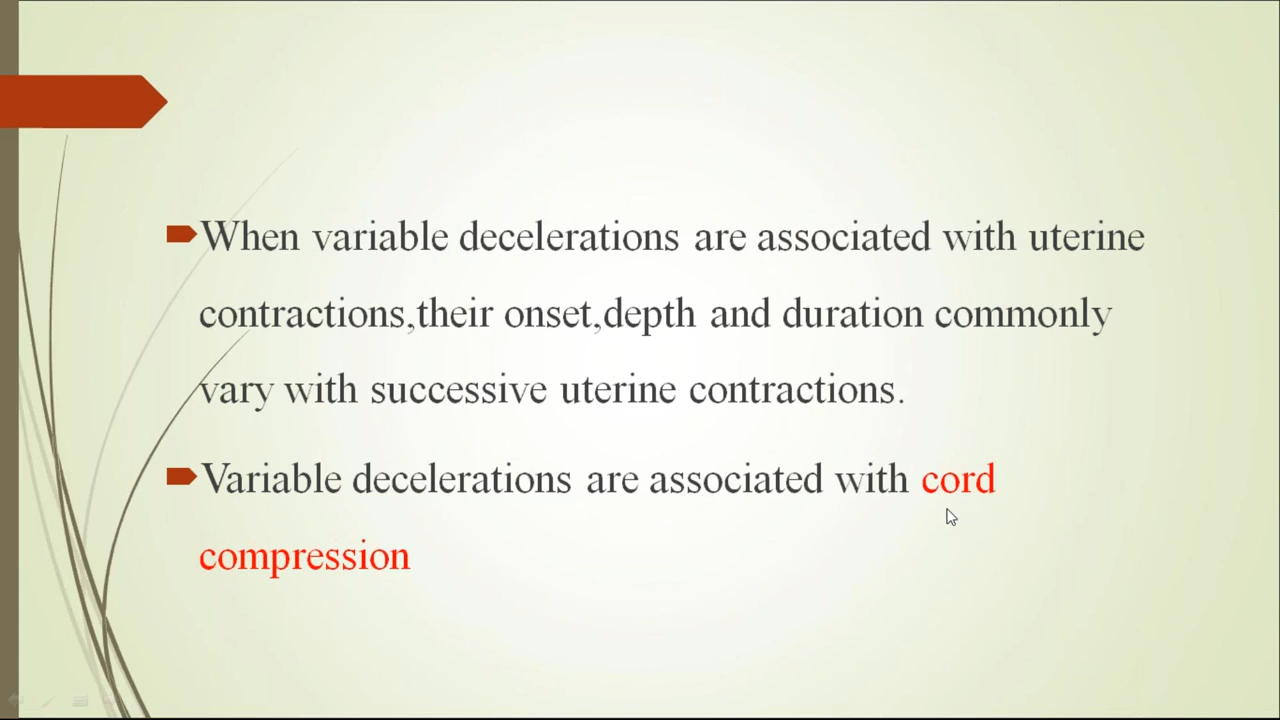 When variable decelerations are associated with uterine
contractions,their onset,depth and duration commonly
vary with successive uterine contractions.
Variable decelerations are associated with cord
compression